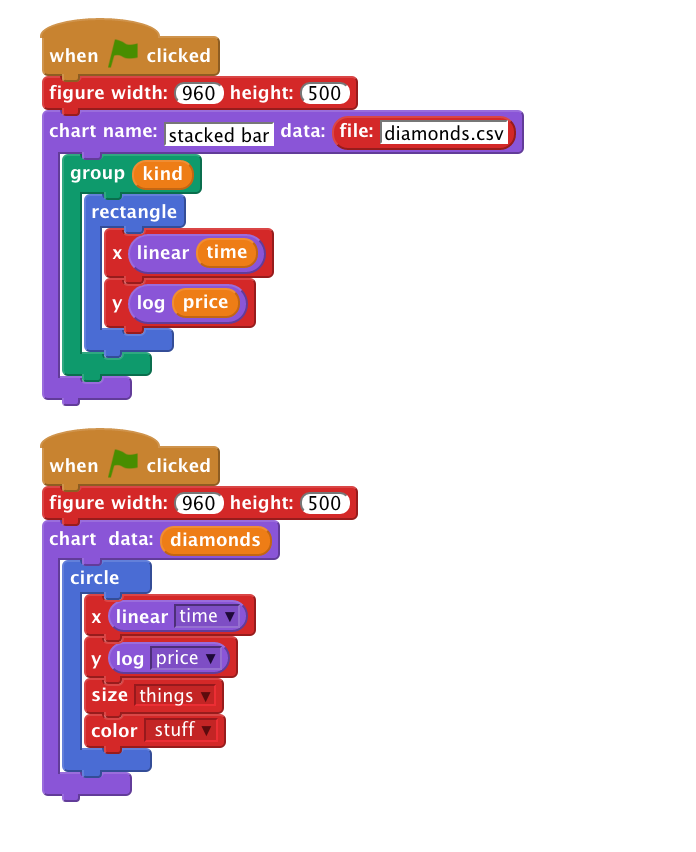 when clicked
figure width: 960 height: 500
chart name: stacked bar data: file: diamonds.csv
group kind
rectangle
x linear time
y log price
when clicked
figure width: 960 height: 500
chart data: diamonds
circle
x linear time ▼
y log price ▼
size things ▼
color stuff ▼